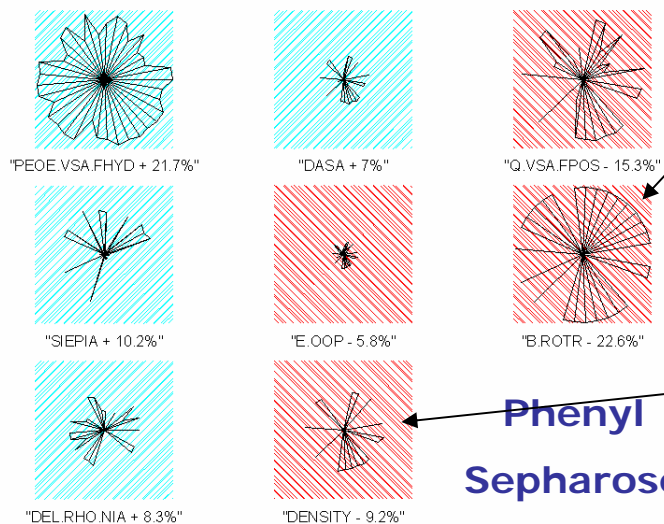 "PEOE.VSA.FHYD + 21.7%"
"DASA + 7%"
"Q.VSA.FPOS - 15.3%"
"SIEPIA + 10.2%"
"E.OOP - 5.8%"
"B.ROTR - 22.6%"
"DEL.RHO.NIA + 8.3%"
"DENSITY - 9.2%"
Phenyl
Sepharose